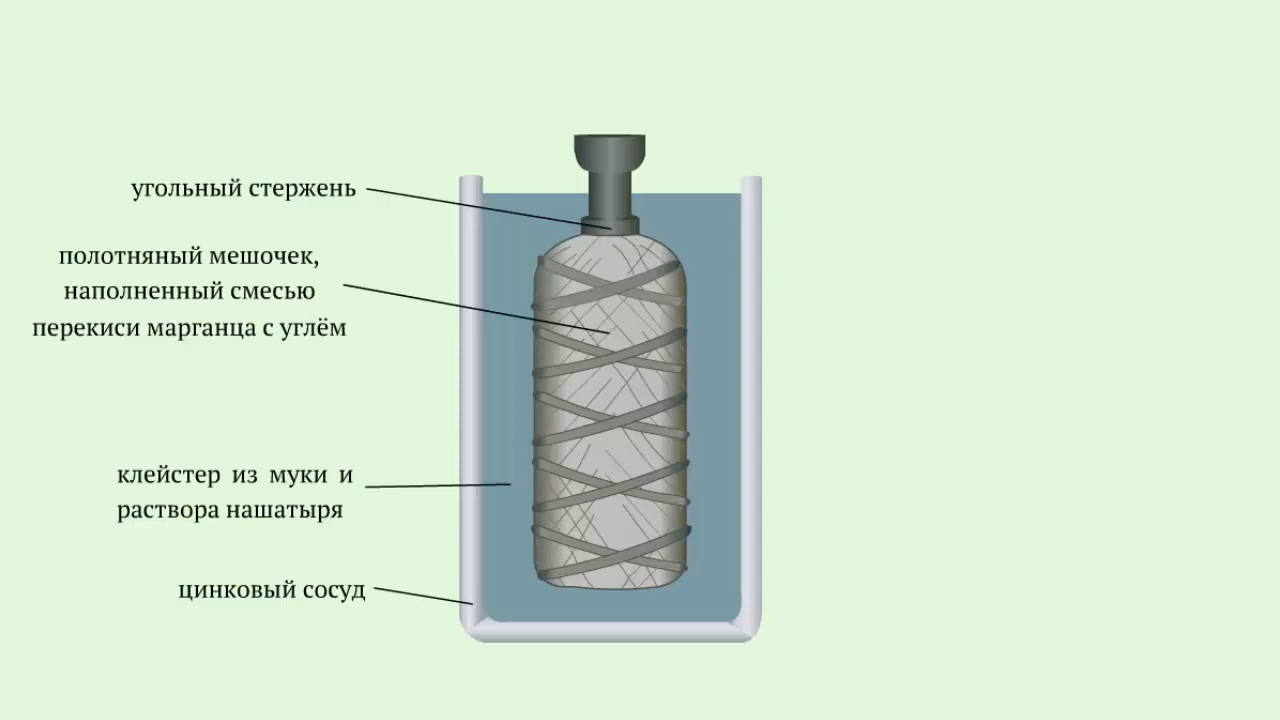 угольный стержень
полотняный мешочек,
наполненный смесью
перекиси марганца с углём
клейстер из муки и
раствора нашатыря
цинковый сосуд